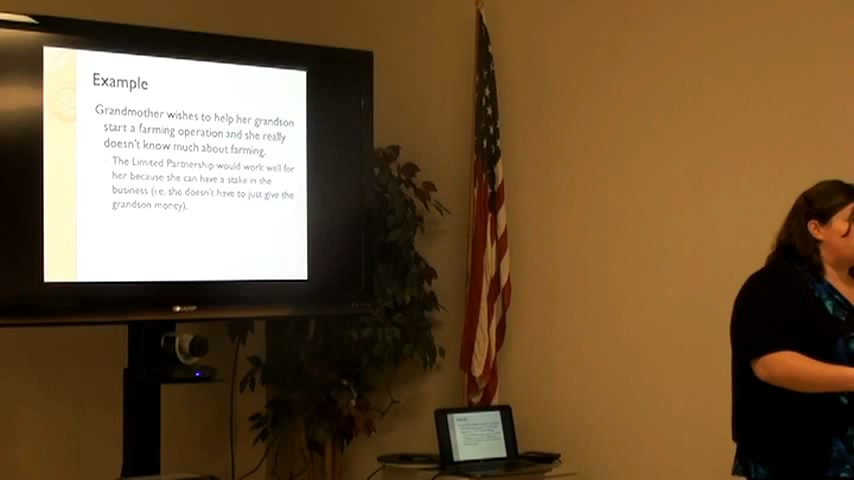 Example
Grandmother wishes to help her grandson
start a farming operation and she really
doesn't know much about farming.
The Limited Partnership would work well for
her because she can have a stake in the
business (i.e. she doesn't have to just give the
grandson money).
SHARP